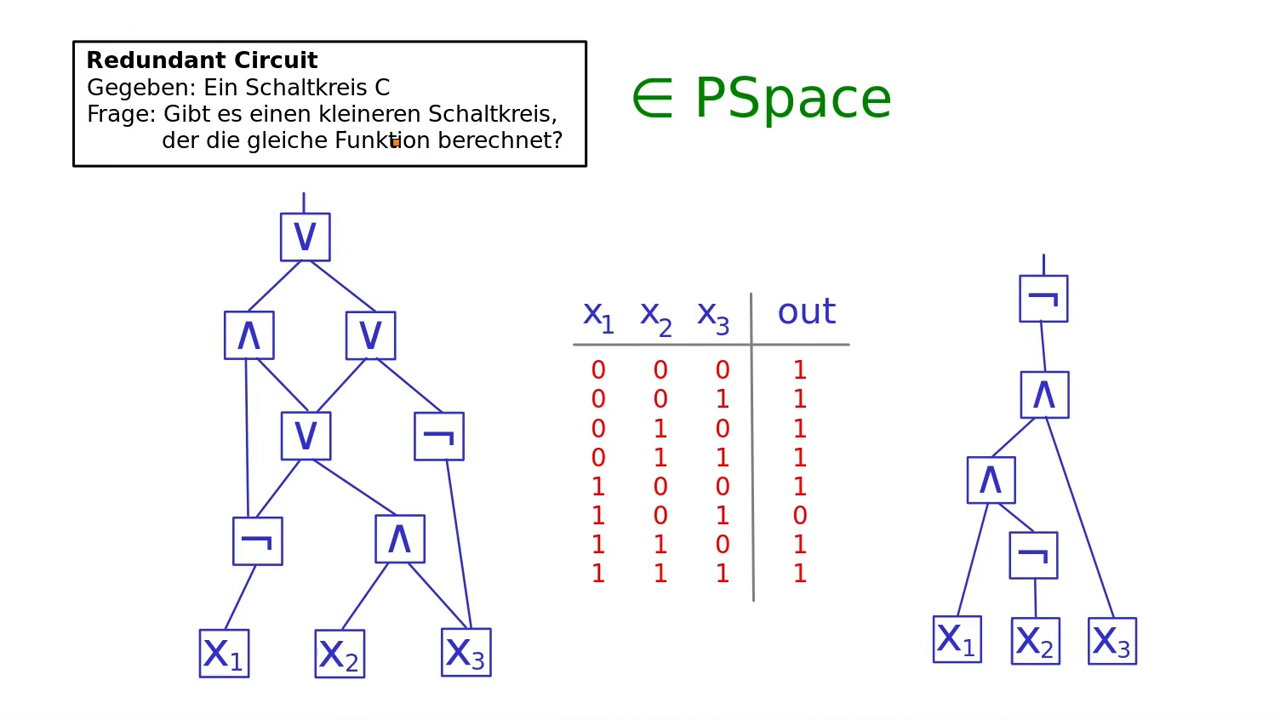 Redundant Circuit
Gegeben: Ein Schaltkreis C
Frage: Gibt es einen kleineren Schaltkreis,
der die gleiche Funktion berechnet?
∈ PSpace
∨
∧ ∨
∨ ¬
¬ ∧
x₁ x₂ x₃
x₁ x₂ x₃ out
0 0 0 1
0 0 1 1
0 1 0 1
0 1 1 1
1 0 0 1
1 0 1 0
1 1 0 1
1 1 1 1
¬
∧
∧
¬
x₁ x₂ x₃